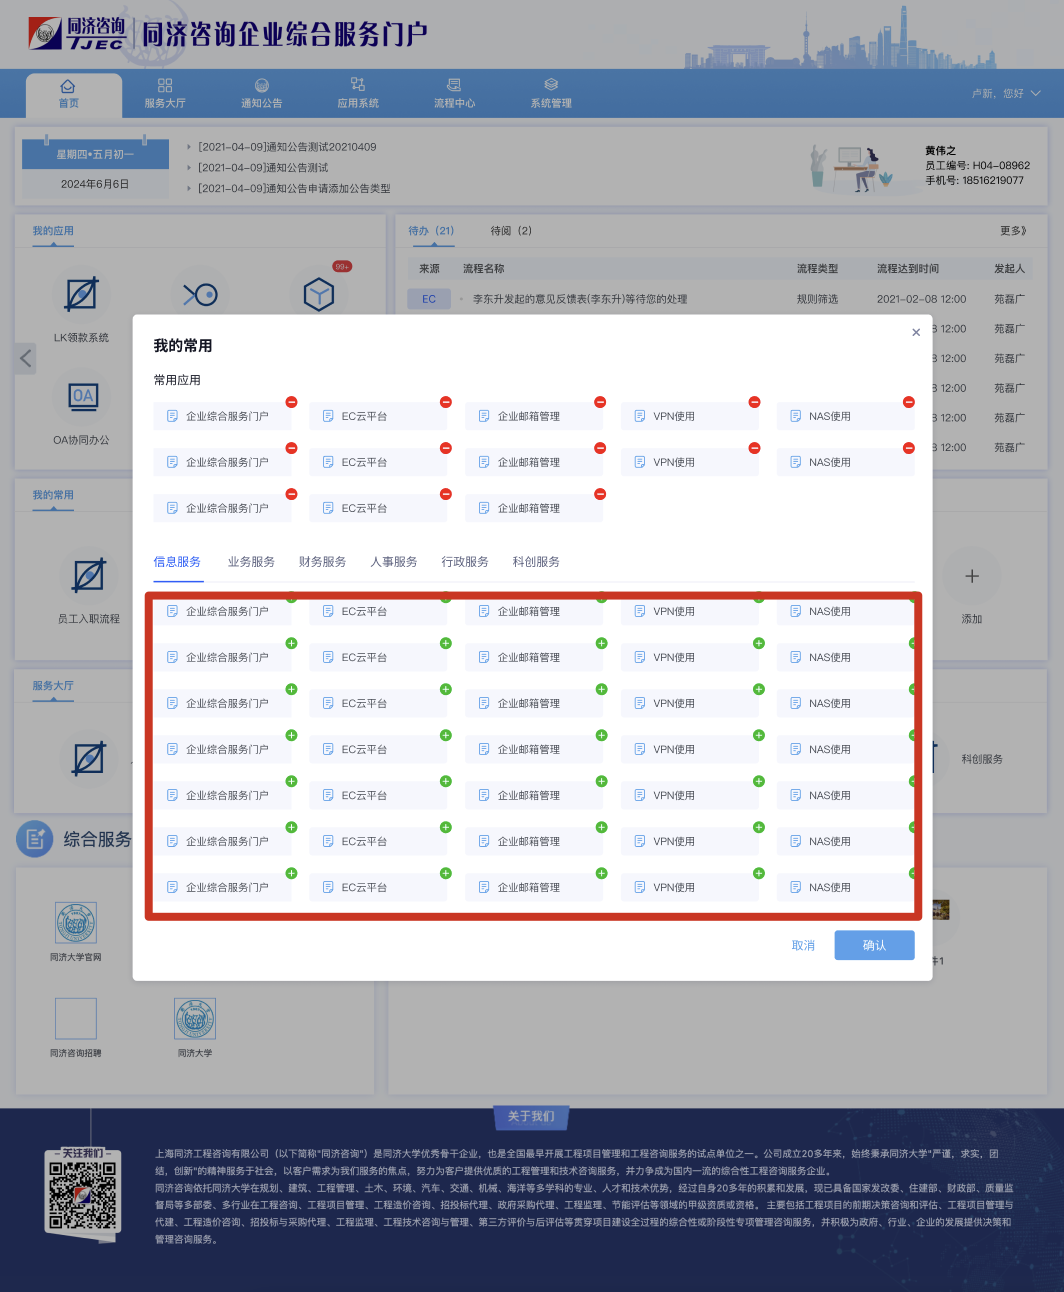 同济咨询
TJEC
同济咨询企业综合服务门户
首页
服务大厅
通知公告
应用系统
流程中心
系统管理
卢新，您好
星期四•五月初一
2024年6月6日
[2021-04-09]通知公告测试20210409
[2021-04-09]通知公告测试
[2021-04-09]通知公告申请添加公告类型
黄伟之
员工编号: H04-08962
手机号: 18516219077
我的应用
99+
LK领款系统
OA
OA协同办公
待办（21）
待阅（2）
更多》
来源 流程名称 流程类型 流程达到时间 发起人
EC 李东升发起的意见反馈表(李东升)等待您的处理 规则筛选 2021-02-08 12:00 苑磊广
8 12:00 苑磊广
8 12:00 苑磊广
8 12:00 苑磊广
8 12:00 苑磊广
8 12:00 苑磊广
我的常用
员工入职流程
添加
服务大厅
科创服务
综合服务
同济大学官网
同济咨询招聘
同济大学
件1
我的常用
常用应用
企业综合服务门户 EC云平台 企业邮箱管理 VPN使用 NAS使用
企业综合服务门户 EC云平台 企业邮箱管理 VPN使用 NAS使用
企业综合服务门户 EC云平台 企业邮箱管理
信息服务 业务服务 财务服务 人事服务 行政服务 科创服务
企业综合服务门户 EC云平台 企业邮箱管理 VPN使用 NAS使用
企业综合服务门户 EC云平台 企业邮箱管理 VPN使用 NAS使用
企业综合服务门户 EC云平台 企业邮箱管理 VPN使用 NAS使用
企业综合服务门户 EC云平台 企业邮箱管理 VPN使用 NAS使用
企业综合服务门户 EC云平台 企业邮箱管理 VPN使用 NAS使用
企业综合服务门户 EC云平台 企业邮箱管理 VPN使用 NAS使用
企业综合服务门户 EC云平台 企业邮箱管理 VPN使用 NAS使用
取消
确认
关于我们
关注我们
上海同济工程咨询有限公司（以下简称"同济咨询"）是同济大学优秀骨干企业，也是全国最早开展工程项目管理和工程咨询服务的试点单位之一。公司成立20多年来，始终秉承同济大学"严谨，求实，团
结，创新"的精神服务于社会，以客户需求为我们服务的焦点，努力为客户提供优质的工程管理和技术咨询服务，并力争成为国内一流的综合性工程咨询服务企业。
同济咨询依托同济大学在规划、建筑、工程管理、土木、环境、汽车、交通、机械、海洋等多学科的专业、人才和技术优势，经过自身20多年的积累和发展，现已具备国家发改委、住建部、财政部、质量监
督局等多部委、多行业在工程咨询、工程项目管理、工程造价咨询、招投标代理、政府采购代理、工程监理、节能评估等领域的甲级资质或资格。 主要包括工程项目的前期决策咨询和评估、工程项目管理与
代建、工程造价咨询、招投标与采购代理、工程监理、工程技术咨询与管理、第三方评价与后评估等贯穿项目建设全过程的综合性或阶段性专项管理咨询服务，并积极为政府、行业、企业的发展提供决策和
管理咨询服务。